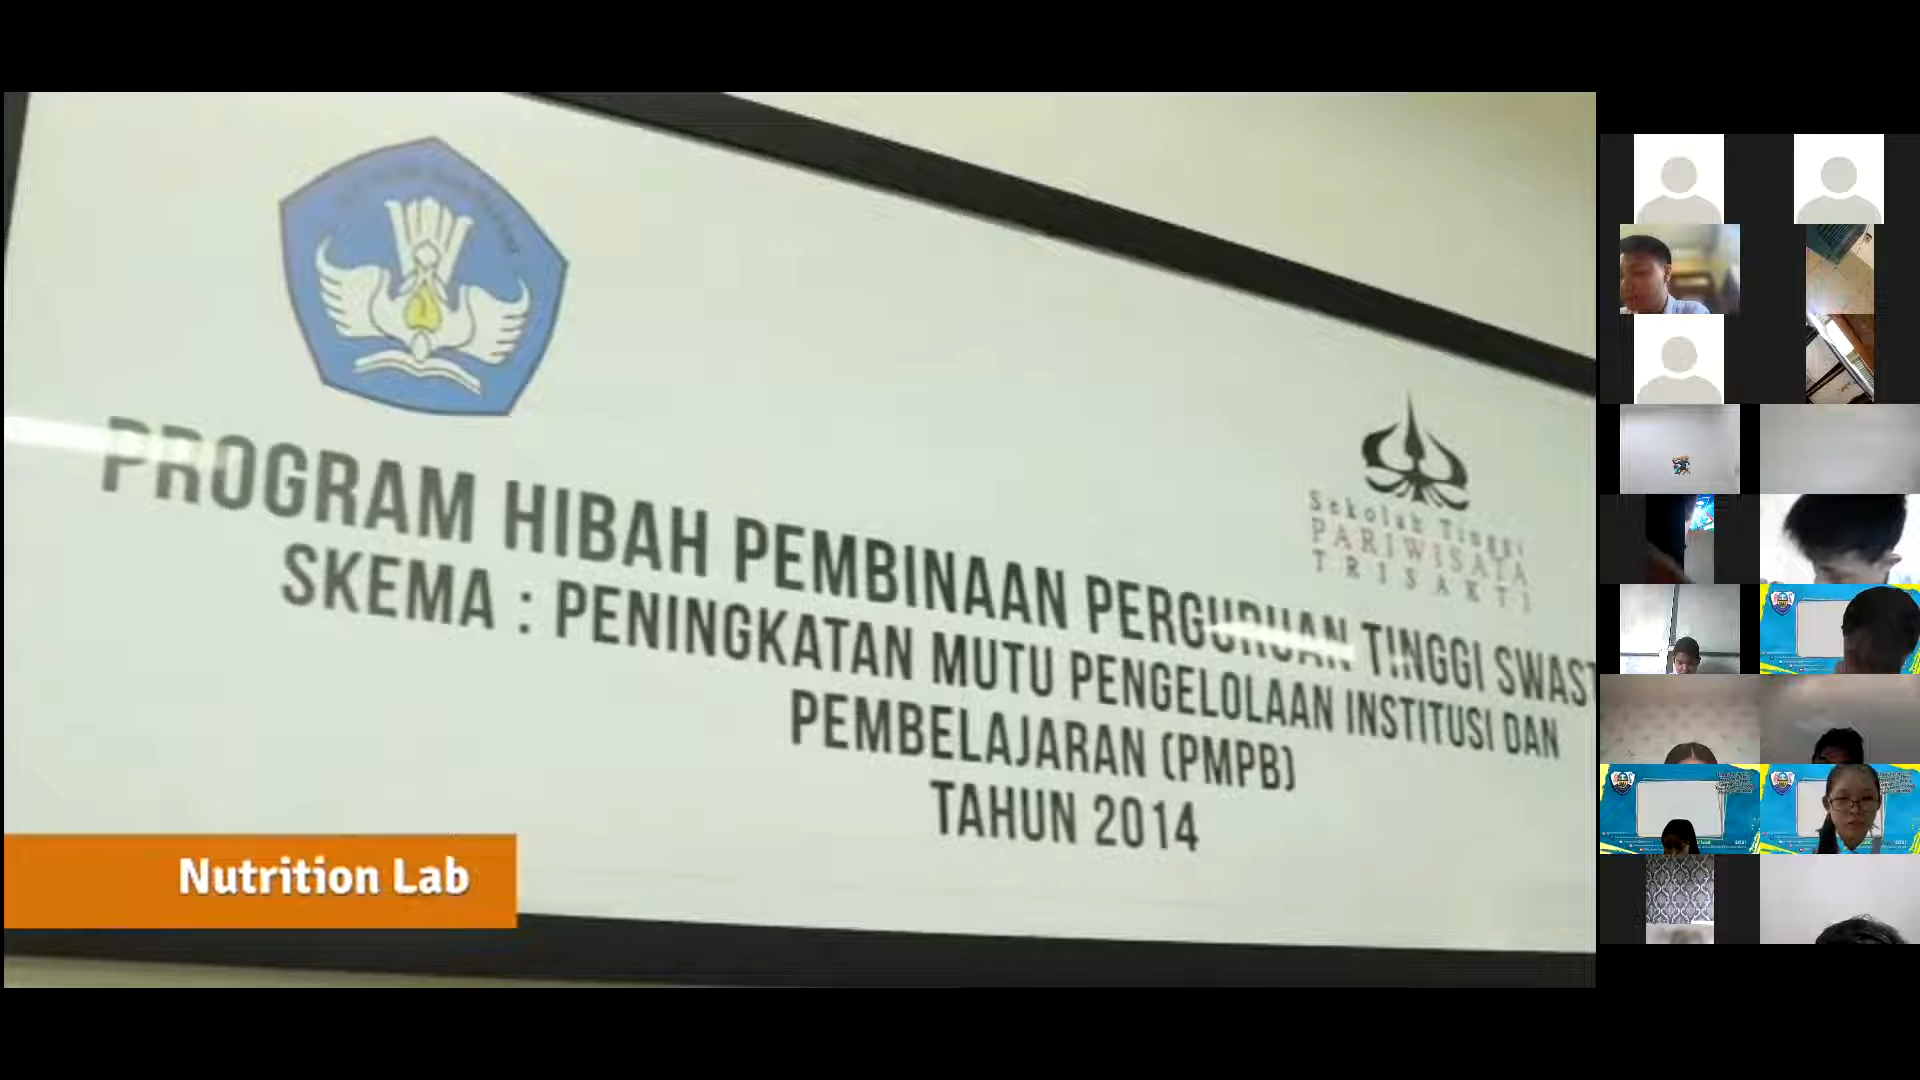 Sekolah Tinggi
PARIWISATA
TRISAKTI
PROGRAM HIBAH PEMBINAAN PERGURUAN TINGGI SWAST
SKEMA : PENINGKATAN MUTU PENGELOLAAN INSTITUSI DAN
PEMBELAJARAN (PMPB)
TAHUN 2014
Nutrition Lab
2021